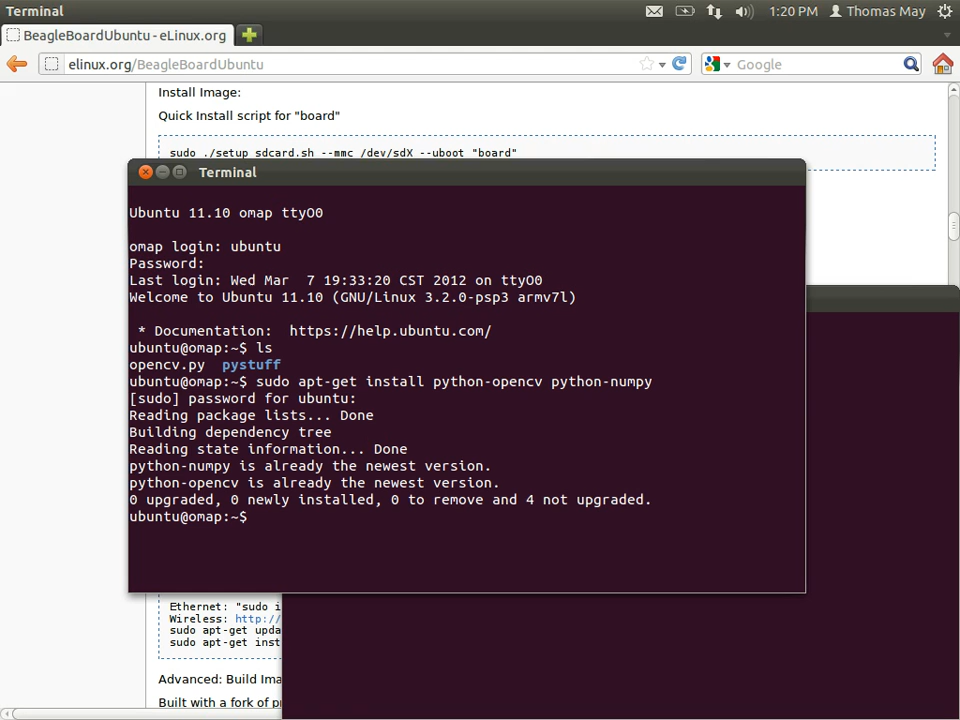 Terminal
1:20 PM
Thomas May
BeagleBoardUbuntu - eLinux.org
elinux.org/BeagleBoardUbuntu
Google
Install Image:
Quick Install script for "board"
sudo ./setup_sdcard.sh --mmc /dev/sdX --uboot "board"
Terminal
Ubuntu 11.10 omap ttyO0
omap login: ubuntu
Password:
Last login: Wed Mar  7 19:33:20 CST 2012 on ttyO0
Welcome to Ubuntu 11.10 (GNU/Linux 3.2.0-psp3 armv7l)
 * Documentation:  https://help.ubuntu.com/
ubuntu@omap:~$ ls
opencv.py  pystuff
ubuntu@omap:~$ sudo apt-get install python-opencv python-numpy
[sudo] password for ubuntu:
Reading package lists... Done
Building dependency tree
Reading state information... Done
python-numpy is already the newest version.
python-opencv is already the newest version.
0 upgraded, 0 newly installed, 0 to remove and 4 not upgraded.
ubuntu@omap:~$
Ethernet: "sudo i
Wireless: http://
sudo apt-get upda
sudo apt-get inst
Advanced: Build Ima
Built with a fork of p